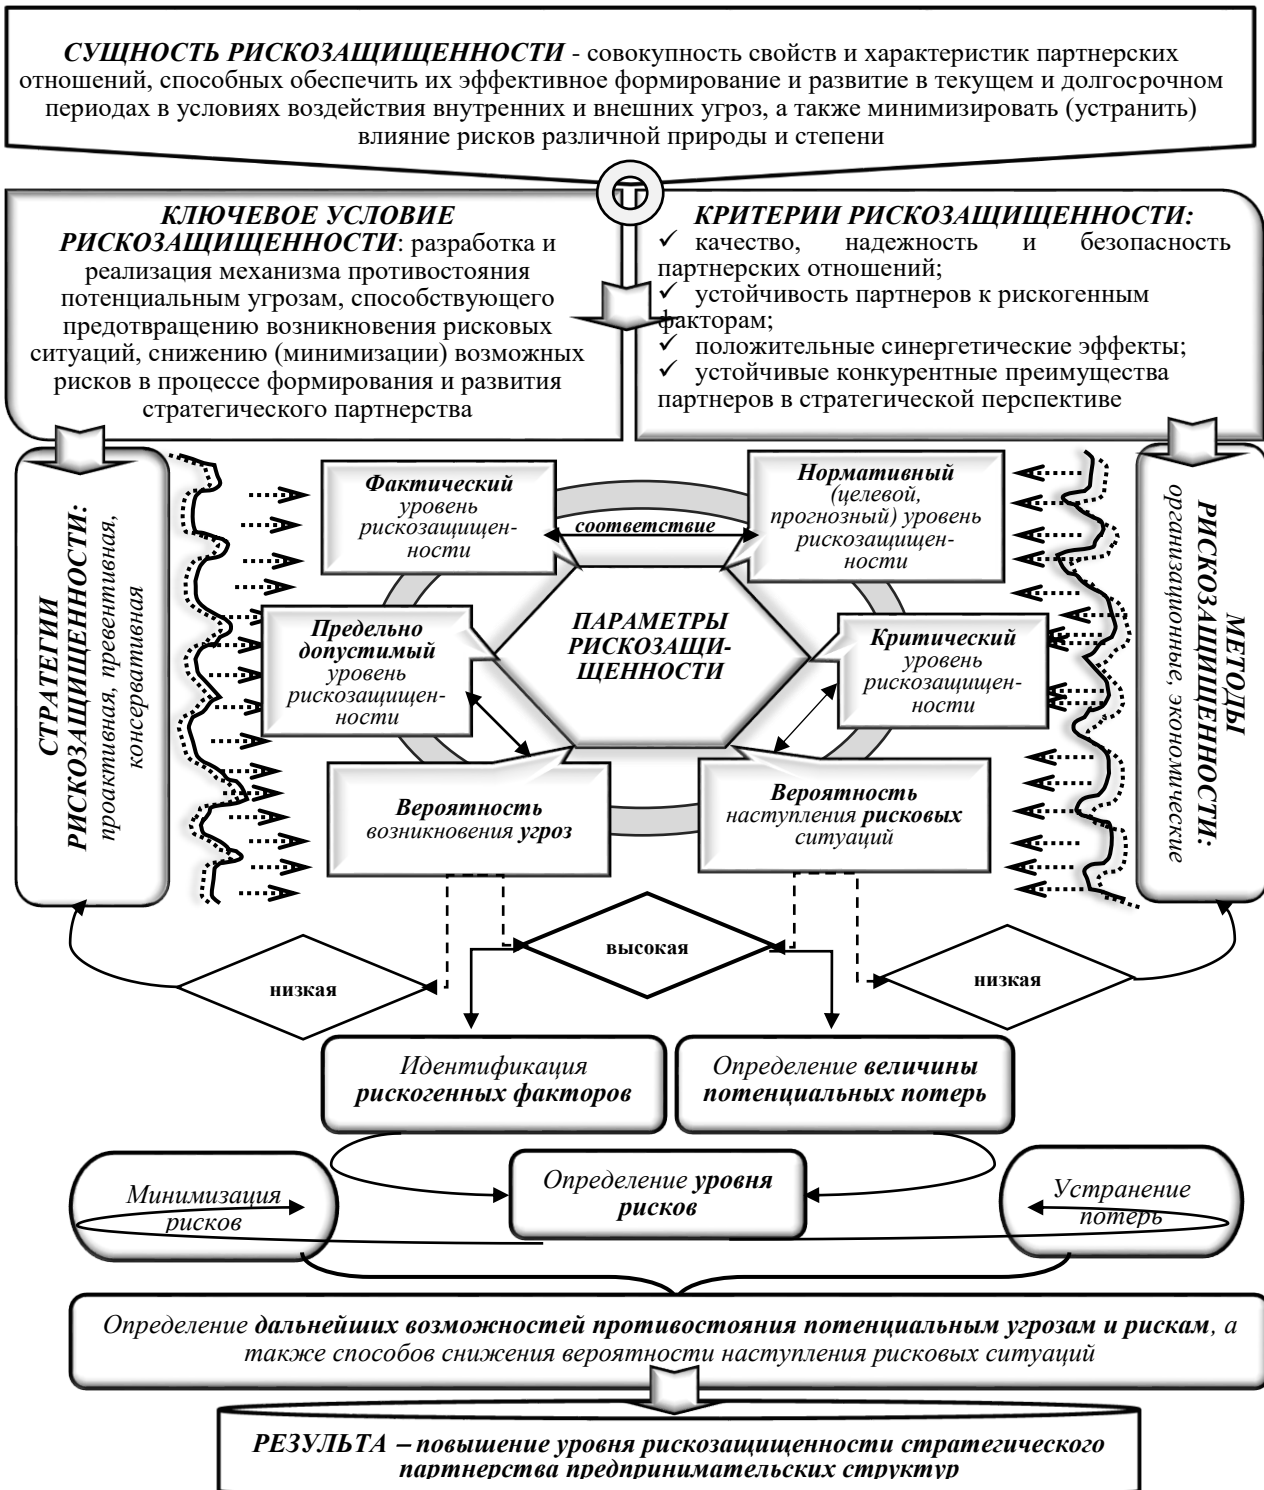 СУЩНОСТЬ РИСКОЗАЩИЩЕННОСТИ - совокупность свойств и характеристик партнерских
отношений, способных обеспечить их эффективное формирование и развитие в текущем и долгосрочном
периодах в условиях воздействия внутренних и внешних угроз, а также минимизировать (устранить)
влияние рисков различной природы и степени
КЛЮЧЕВОЕ УСЛОВИЕ
РИСКОЗАЩИЩЕННОСТИ: разработка и
реализация механизма противостояния
потенциальным угрозам, способствующего
предотвращению возникновения рисковых
ситуаций, снижению (минимизации) возможных
рисков в процессе формирования и развития
стратегического партнерства
КРИТЕРИИ РИСКОЗАЩИЩЕННОСТИ:
✓ качество, надежность и безопасность
партнерских отношений;
✓ устойчивость партнеров к рискогенным
факторам;
✓ положительные синергетические эффекты;
✓ устойчивые конкурентные преимущества
партнеров в стратегической перспективе
СТРАТЕГИИ
РИСКОЗАЩИЩЕННОСТИ:
проактивная, превентивная,
консервативная
Фактический
уровень
рискозащищен-
ности
соответствие
Нормативный
(целевой,
прогнозный) уровень
рискозащищен-
ности
Предельно
допустимый
уровень
рискозащищен-
ности
ПАРАМЕТРЫ
РИСКОЗАЩИ-
ЩЕННОСТИ
Критический
уровень
рискозащищен-
ности
Вероятность
возникновения угроз
Вероятность
наступления рисковых
ситуаций
МЕТОДЫ
РИСКОЗАЩИЩЕННОСТИ:
организационные, экономические
высокая
низкая
низкая
Идентификация
рискогенных факторов
Определение величины
потенциальных потерь
Минимизация
рисков
Определение уровня
рисков
Устранение
потерь
Определение дальнейших возможностей противостояния потенциальным угрозам и рискам, а
также способов снижения вероятности наступления рисковых ситуаций
РЕЗУЛЬТА – повышение уровня рискозащищенности стратегического
партнерства предпринимательских структур